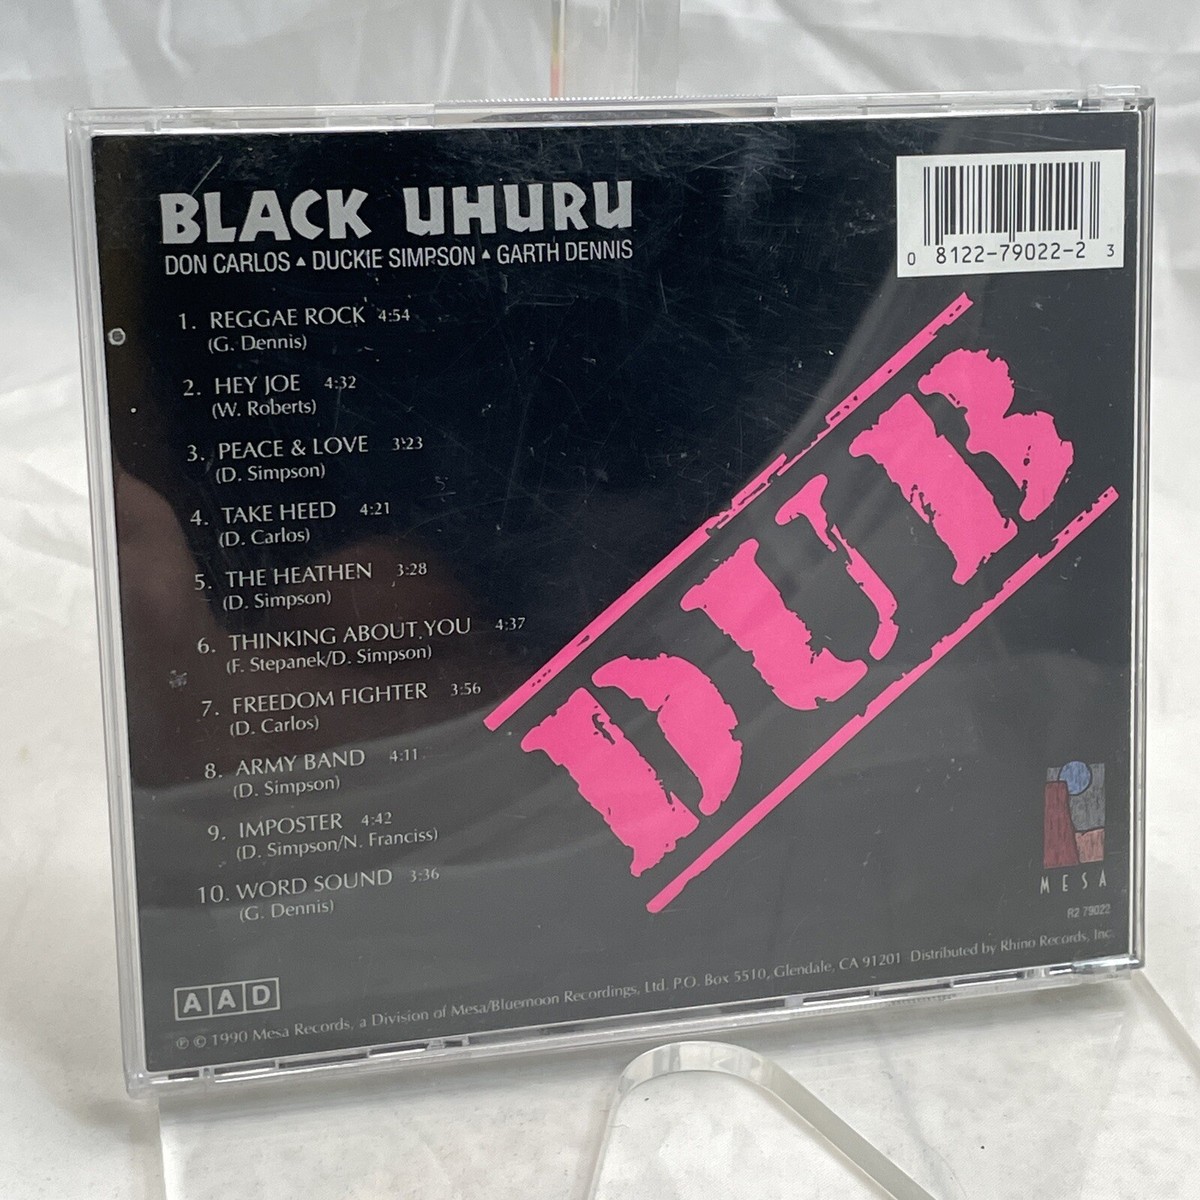 BLACK UHURU
DON CARLOS ▲ DUCKIE SIMPSON ▲ GARTH DENNIS
0 8122-79022-2 3
1. REGGAE ROCK 4:54
(G. Dennis)
2. HEY JOE 4:32
(W. Roberts)
3. PEACE & LOVE 3:23
(D. Simpson)
4. TAKE HEED 4:21
(D. Carlos)
5. THE HEATHEN 3:28
(D. Simpson)
6. THINKING ABOUT YOU 4:37
(F. Stepanek/D. Simpson)
7. FREEDOM FIGHTER 3:56
(D. Carlos)
8. ARMY BAND 4:11
(D. Simpson)
9. IMPOSTER 4:42
(D. Simpson/N. Franciss)
10. WORD SOUND 3:36
(G. Dennis)
DUB
MESA
R2 79022
AAD
℗ © 1990 Mesa Records, a Division of Mesa/Bluemoon Recordings, Ltd. P.O. Box 5510, Glendale, CA 91201 Distributed by Rhino Records, Inc.